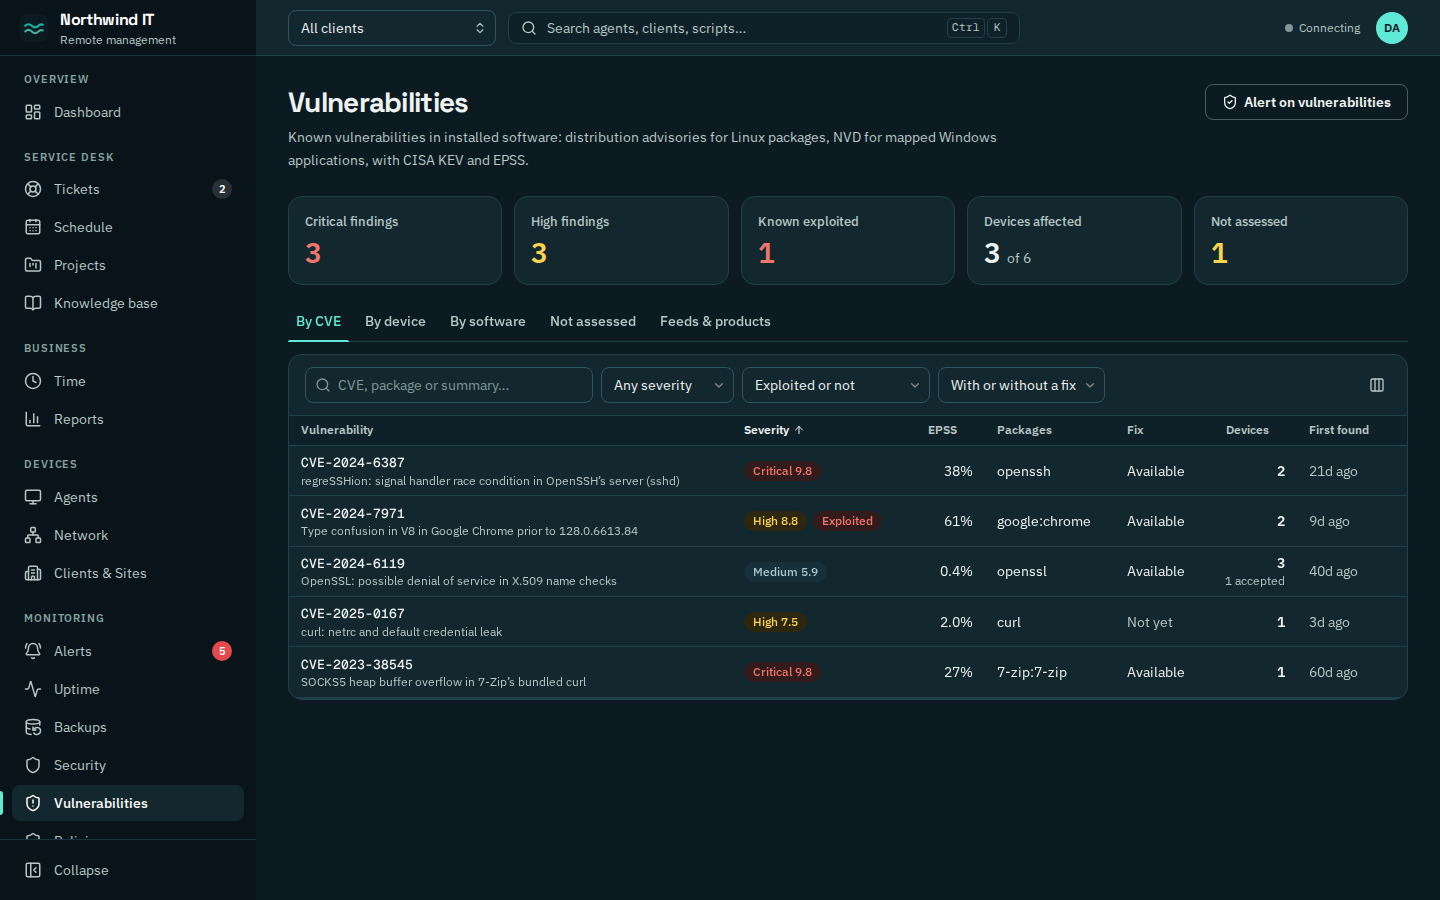 Northwind IT
Remote management
All clients
Search agents, clients, scripts...
Ctrl K
Connecting
DA
OVERVIEW
Dashboard
SERVICE DESK
Tickets 2
Schedule
Projects
Knowledge base
BUSINESS
Time
Reports
DEVICES
Agents
Network
Clients & Sites
MONITORING
Alerts 5
Uptime
Backups
Security
Vulnerabilities
Collapse
Vulnerabilities
Alert on vulnerabilities
Known vulnerabilities in installed software: distribution advisories for Linux packages, NVD for mapped Windows
applications, with CISA KEV and EPSS.
Critical findings
3
High findings
3
Known exploited
1
Devices affected
3 of 6
Not assessed
1
By CVE By device By software Not assessed Feeds & products
CVE, package or summary... Any severity Exploited or not With or without a fix
Vulnerability Severity ↑ EPSS Packages Fix Devices First found
CVE-2024-6387
regreSSHion: signal handler race condition in OpenSSH's server (sshd)
Critical 9.8 38% openssh Available 2 21d ago
CVE-2024-7971
Type confusion in V8 in Google Chrome prior to 128.0.6613.84
High 8.8 Exploited 61% google:chrome Available 2 9d ago
CVE-2024-6119
OpenSSL: possible denial of service in X.509 name checks
Medium 5.9 0.4% openssl Available 3 40d ago
1 accepted
CVE-2025-0167
curl: netrc and default credential leak
High 7.5 2.0% curl Not yet 1 3d ago
CVE-2023-38545
SOCKS5 heap buffer overflow in 7-Zip's bundled curl
Critical 9.8 27% 7-zip:7-zip Available 1 60d ago